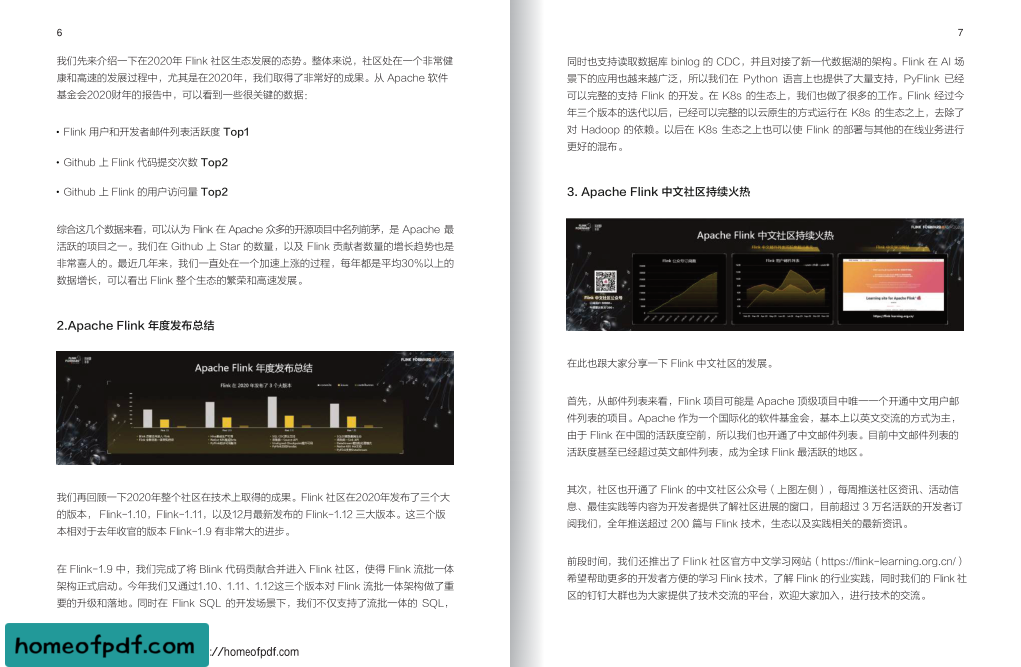 6
我们先来介绍一下在2020年 Flink 社区生态发展的态势。整体来说，社区处在一个非常健
康和高速的发展过程中，尤其是在2020年，我们取得了非常好的成果。从 Apache 软件
基金会2020财年的报告中，可以看到一些很关键的数据：
• Flink 用户和开发者邮件列表活跃度 Top1
• Github 上 Flink 代码提交次数 Top2
• Github 上 Flink 的用户访问量 Top2
综合这几个数据来看，可以认为 Flink 在 Apache 众多的开源项目中名列前茅，是 Apache 最
活跃的项目之一。我们在 Github 上 Star 的数量，以及 Flink 贡献者数量的增长趋势也是
非常喜人的。最近几年来，我们一直处在一个加速上涨的过程，每年都是平均30%以上的
数据增长，可以看出 Flink 整个生态的繁荣和高速发展。
2.Apache Flink 年度发布总结
Apache Flink 年度发布总结
Flink 在 2020 年发布了 3 个大版本
我们再回顾一下2020年整个社区在技术上取得的成果。Flink 社区在2020年发布了三个大
的版本， Flink-1.10，Flink-1.11，以及12月最新发布的 Flink-1.12 三大版本。这三个版
本相对于去年收官的版本 Flink-1.9 有非常大的进步。
在 Flink-1.9 中，我们完成了将 Blink 代码贡献合并进入 Flink 社区，使得 Flink 流批一体
架构正式启动。今年我们又通过1.10、1.11、1.12这三个版本对 Flink 流批一体架构做了重
要的升级和落地。同时在 Flink SQL 的开发场景下，我们不仅支持了流批一体的 SQL，
homeofpdf.com
://homeofpdf.com
7
同时也支持读取数据库 binlog 的 CDC，并且对接了新一代数据湖的架构。Flink 在 AI 场
景下的应用也越来越广泛，所以我们在 Python 语言上也提供了大量支持，PyFlink 已经
可以完整的支持 Flink 的开发。在 K8s 的生态上，我们也做了很多的工作。Flink 经过今
年三个版本的迭代以后，已经可以完整的以云原生的方式运行在 K8s 的生态之上，去除了
对 Hadoop 的依赖。以后在 K8s 生态之上也可以使 Flink 的部署与其他的在线业务进行
更好的混布。
3. Apache Flink 中文社区持续火热
Apache Flink 中文社区持续火热
Flink 中文社区公众号
Learning site for Apache Flink
https://flink-learning.org.cn/
在此也跟大家分享一下 Flink 中文社区的发展。
首先，从邮件列表来看，Flink 项目可能是 Apache 顶级项目中唯一一个开通中文用户邮
件列表的项目。Apache 作为一个国际化的软件基金会，基本上以英文交流的方式为主，
由于 Flink 在中国的活跃度空前，所以我们也开通了中文邮件列表。目前中文邮件列表的
活跃度甚至已经超过英文邮件列表，成为全球 Flink 最活跃的地区。
其次，社区也开通了 Flink 的中文社区公众号（上图左侧），每周推送社区资讯、活动信
息、最佳实践等内容为开发者提供了解社区进展的窗口，目前超过 3 万名活跃的开发者订
阅我们，全年推送超过 200 篇与 Flink 技术，生态以及实践相关的最新资讯。
前段时间，我们还推出了 Flink 社区官方中文学习网站（https://flink-learning.org.cn/）
希望帮助更多的开发者方便的学习 Flink 技术，了解 Flink 的行业实践，同时我们的 Flink 社
区的钉钉大群也为大家提供了技术交流的平台，欢迎大家加入，进行技术的交流。